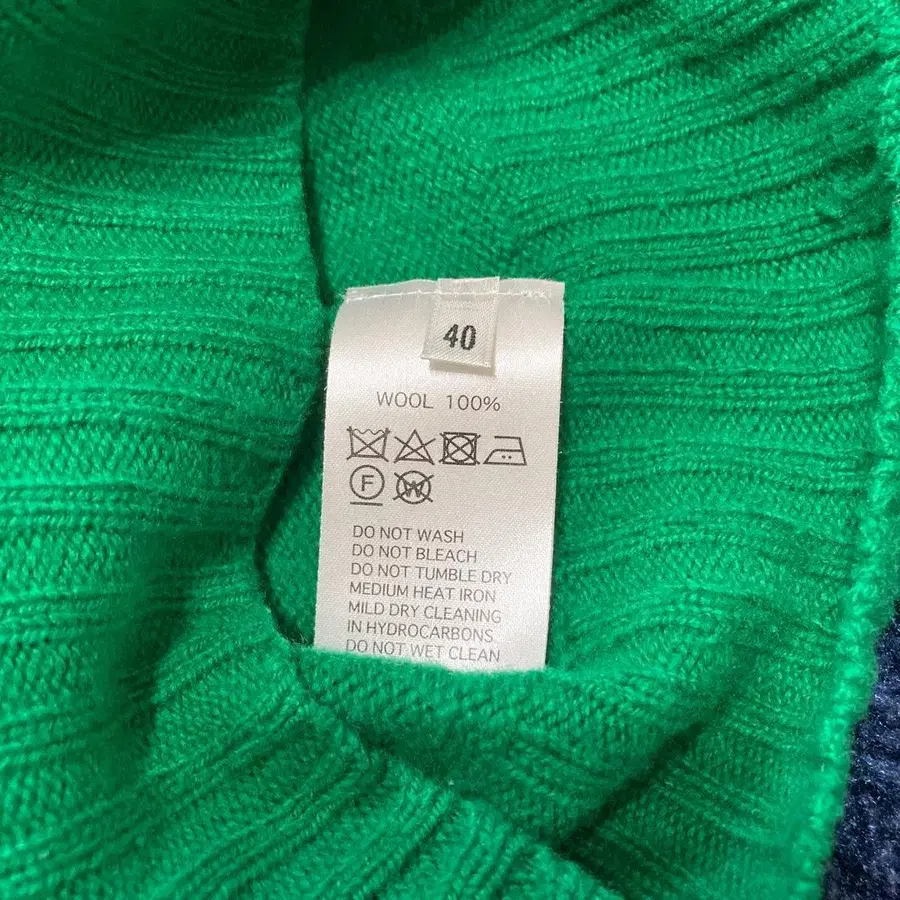 40
WOOL 100%
F W
DO NOT WASH
DO NOT BLEACH
DO NOT TUMBLE DRY
MEDIUM HEAT IRON
MILD DRY CLEANING
IN HYDROCARBONS
DO NOT WET CLEAN